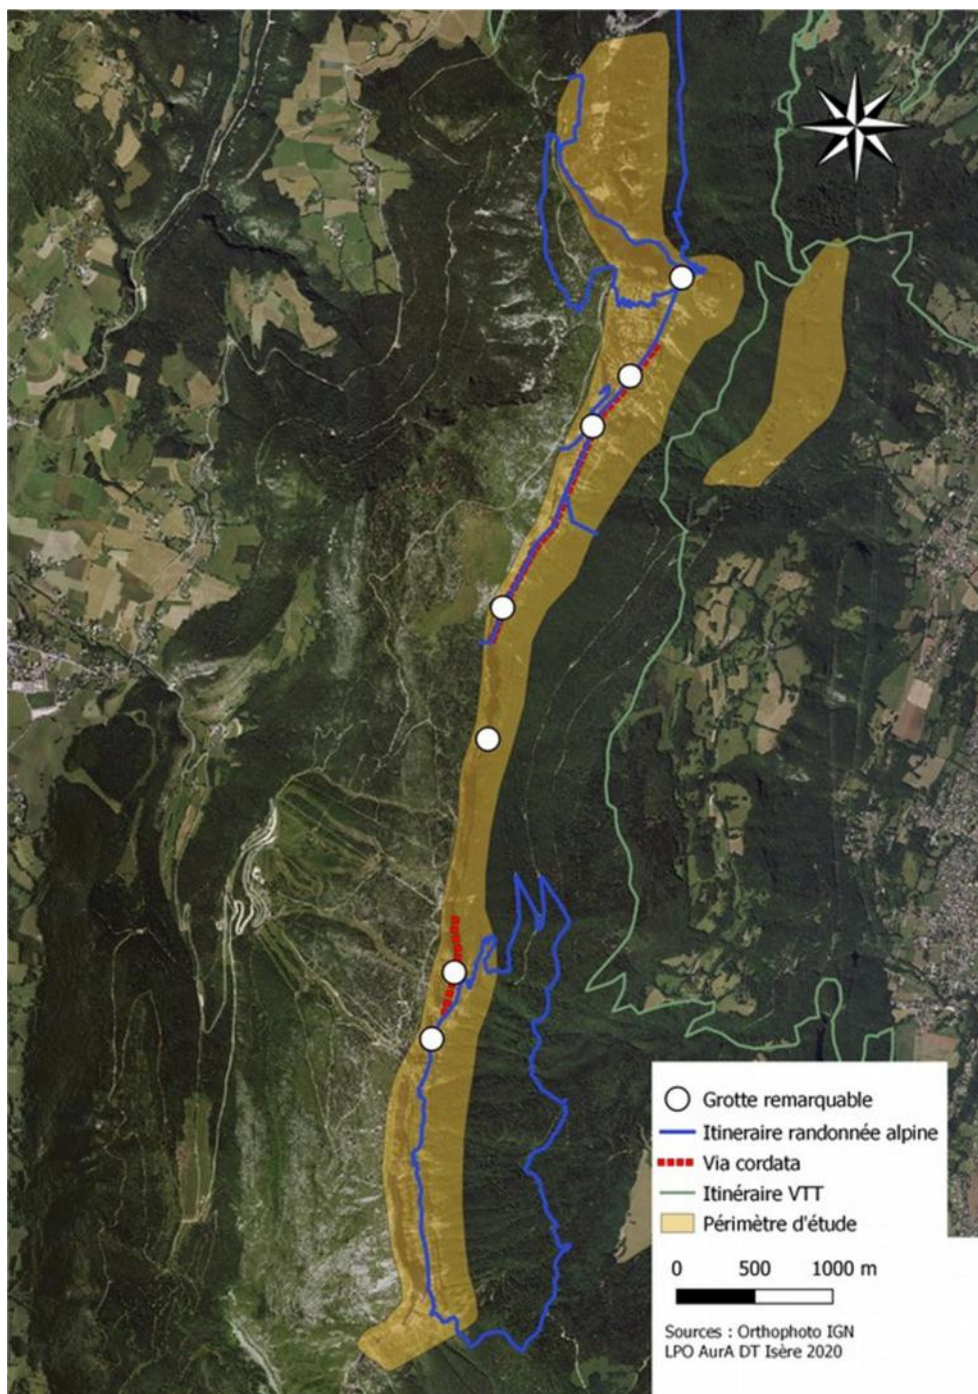 Grotte remarquable
Itineraire randonnée alpine
Via cordata
Itinéraire VTT
Périmètre d'étude
0 500 1000 m
Sources : Orthophoto IGN
LPO AurA DT Isère 2020